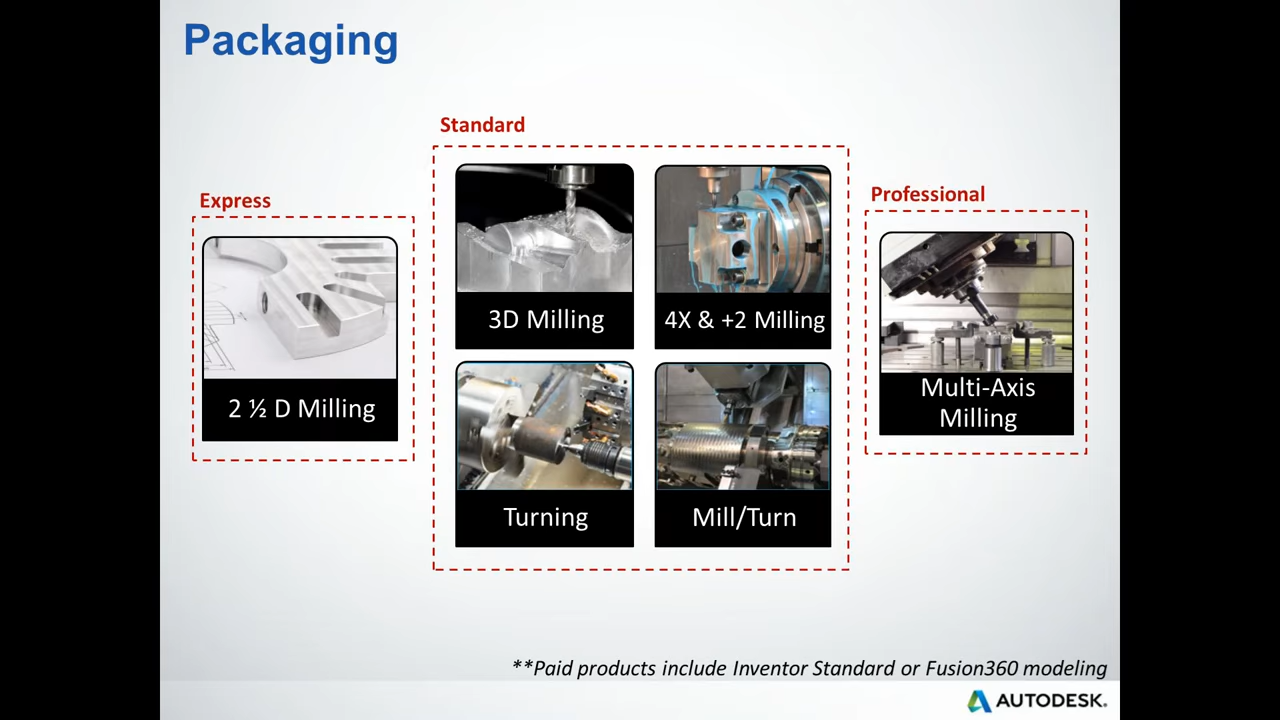 Packaging
Standard
Express
Professional
3D Milling
4X & +2 Milling
2 ½ D Milling
Multi-Axis
Milling
Turning
Mill/Turn
**Paid products include Inventor Standard or Fusion360 modeling
AUTODESK.